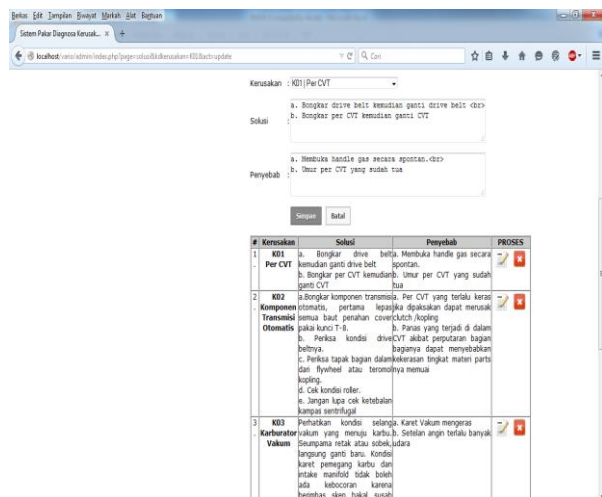 Berkas Edit Tampilan Riwayat Markah Alat Bagtuan
Sistem Pakar Diagnosa Kerusak... × +
localhost/vario/admin/index.php?page=solusi&kdkerusakan=K01&act=update
Cari
Kerusakan : K01 | Per CVT
Solusi :
a. Bongkar drive belt kemudian ganti drive belt <br>
b. Bongkar per CVT kemudian ganti CVT
Penyebab :
a. Membuka handle gas secara spontan.<br>
b. Umur per CVT yang sudah tua
Simpan Batal
# Kerusakan Solusi Penyebab PROSES
1. K01 Per CVT
a. Bongkar drive belt
kemudian ganti drive belt
b. Bongkar per CVT kemudian
ganti CVT
a. Membuka handle gas secara
spontan.
b. Umur per CVT yang sudah
tua
2. K02 Komponen Transmisi Otomatis
a.Bongkar komponen transmisi
otomatis, pertama lepas
semua baut penahan cover
pakai kunci T-8.
b. Periksa kondisi drive
beltnya.
c. Periksa tapak bagian dalam
dari flywheel atau teromol
kopling.
d. Cek kondisi roller.
e. Jangan lupa cek ketebalan
kampas sentrifugal
a. Per CVT yang terlalu keras
jika dipaksakan dapat merusak
clutch /kopling
b. Panas yang terjadi di dalam
CVT akibat perputaran bagian
bagianya dapat menyebabkan
kekerasan tingkat materi parts
nya memuai
3. K03 Karburator Vakum
Perhatikan kondisi selang
vakum yang menuju karbu.
Seumpama retak atau sobek,
langsung ganti baru. Kondisi
karet pemegang karbu dan
intake manifold tidak boleh
ada kebocoran karena
berimbas sken bakal susah
a. Karet Vakum mengeras
b. Setelan angin terlalu banyak
udara